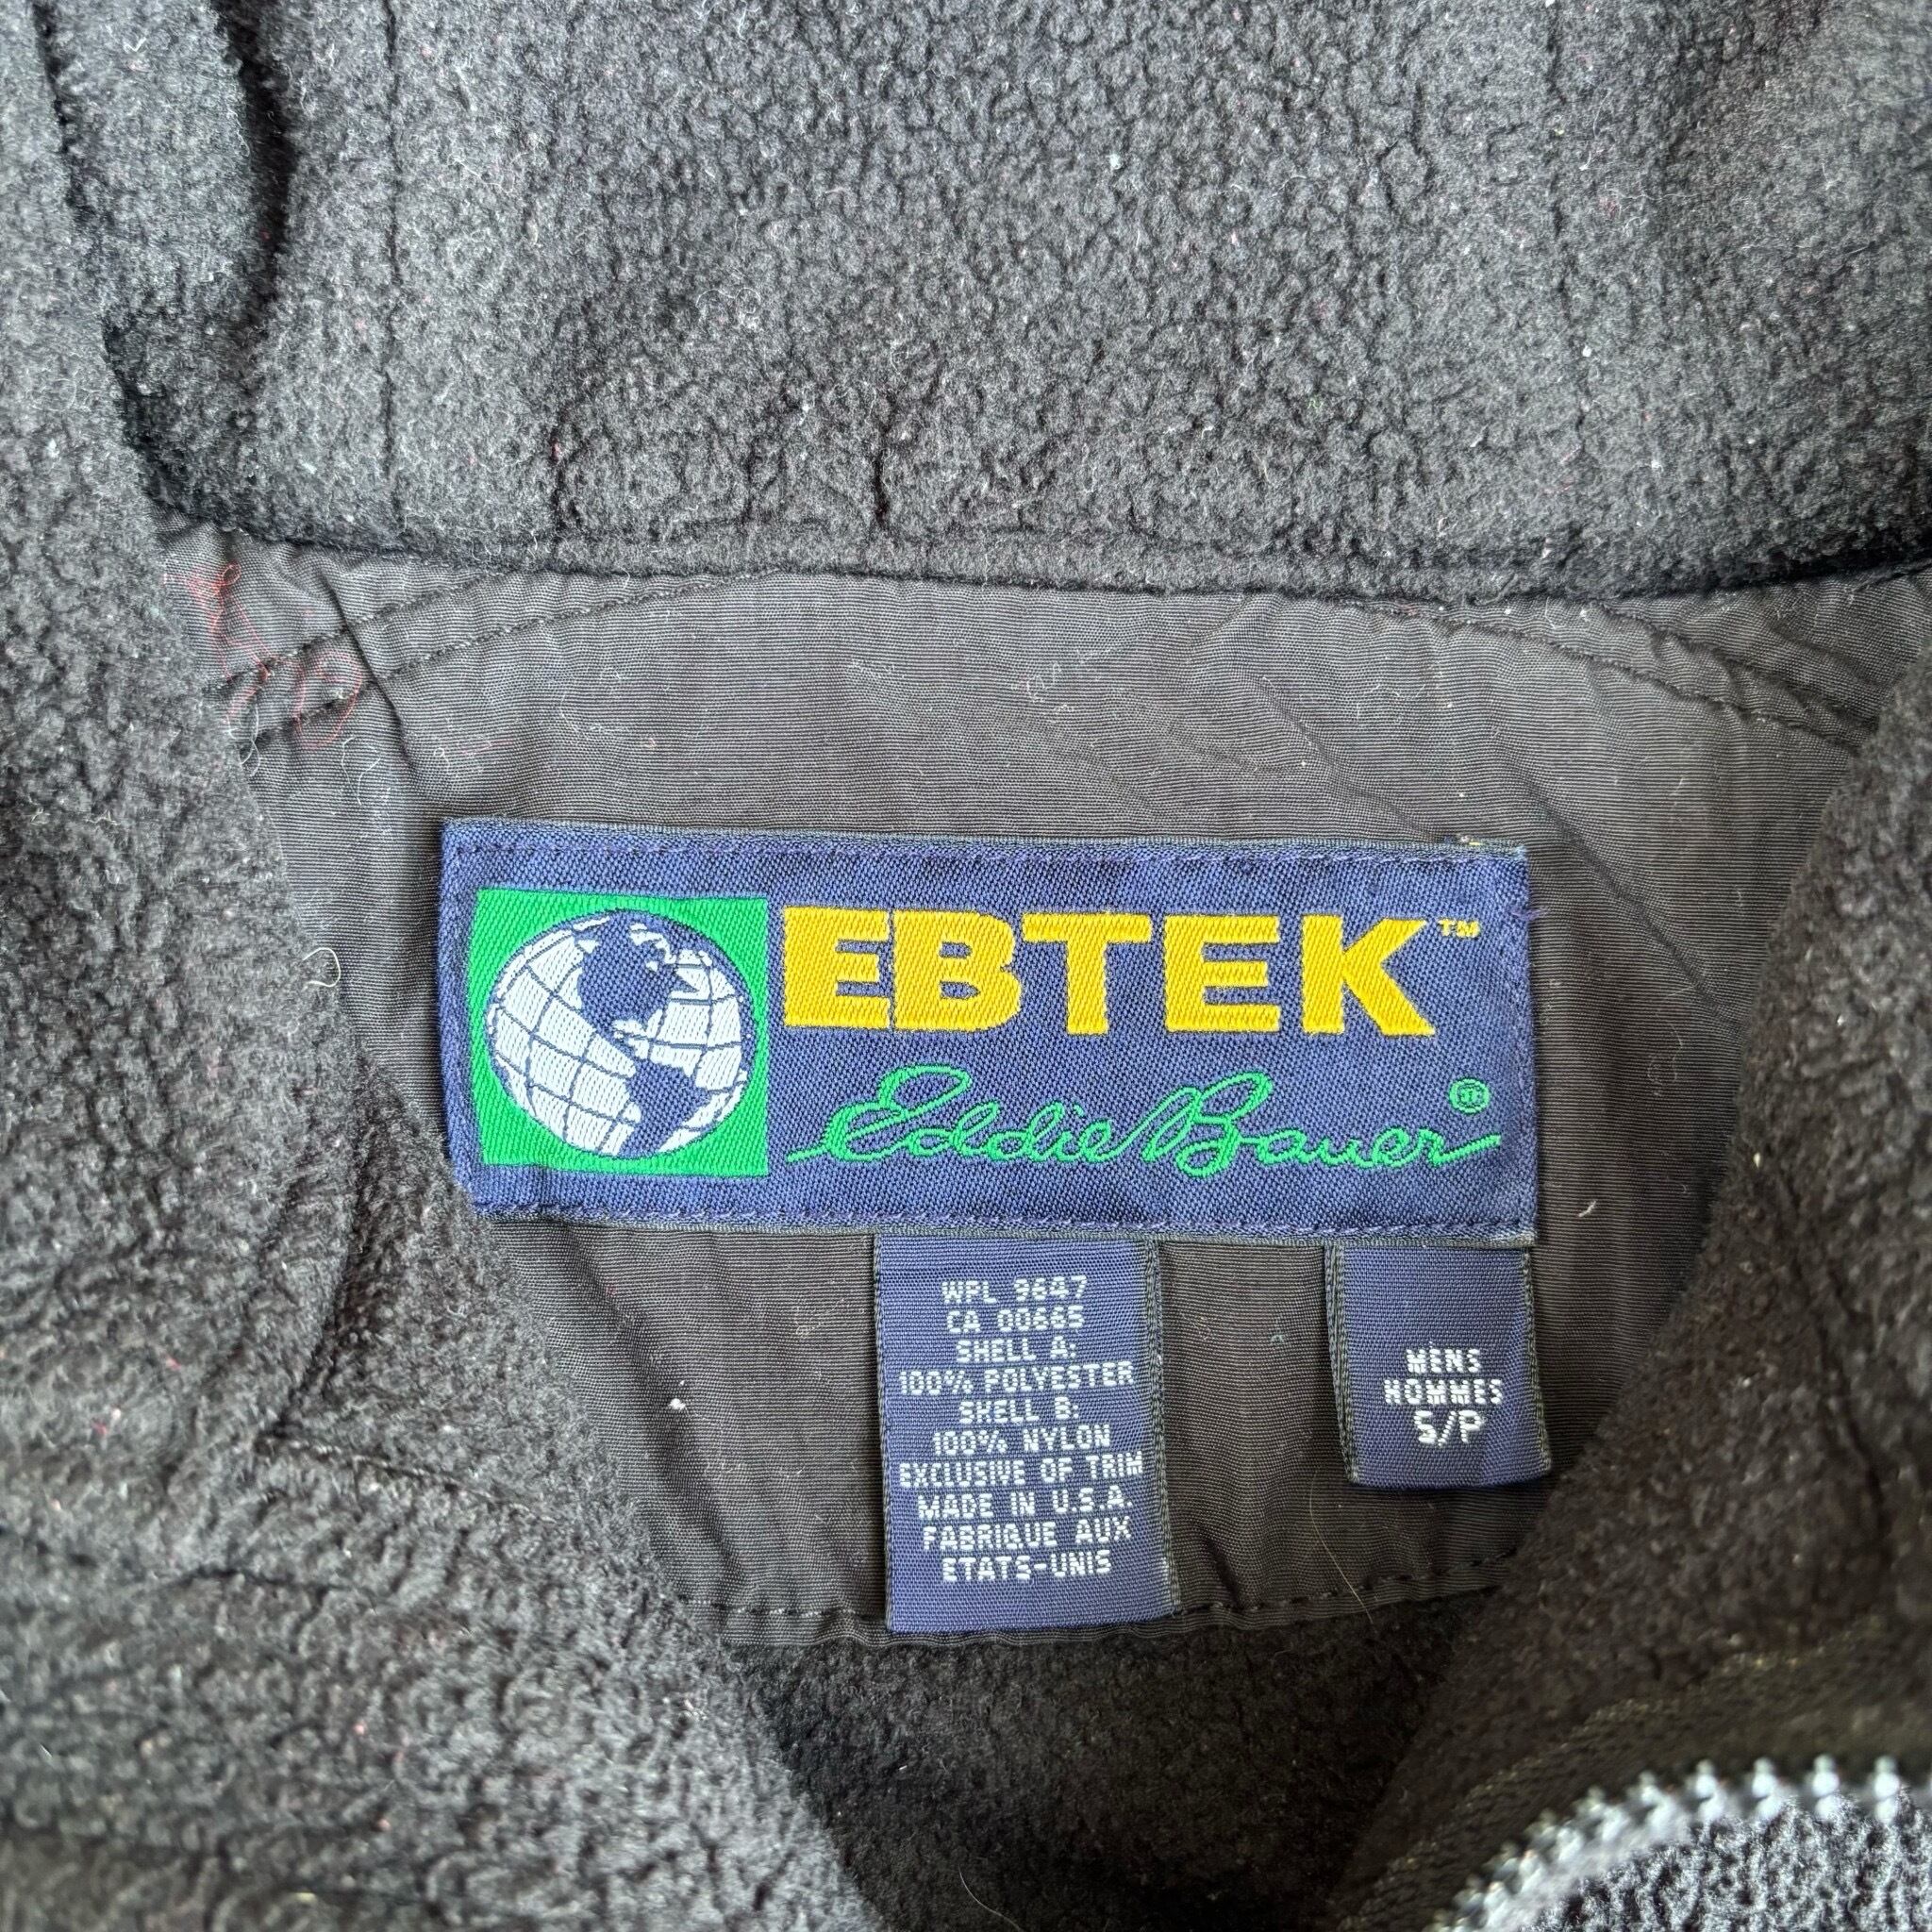 EBTEK™
Eddie Bauer®
WPL 9647
CA 00665
SHELL A:
100% POLYESTER
SHELL B:
100% NYLON
EXCLUSIVE OF TRIM
MADE IN U.S.A.
FABRIQUE AUX
ETATS-UNIS
MENS
HOMMES
S/P